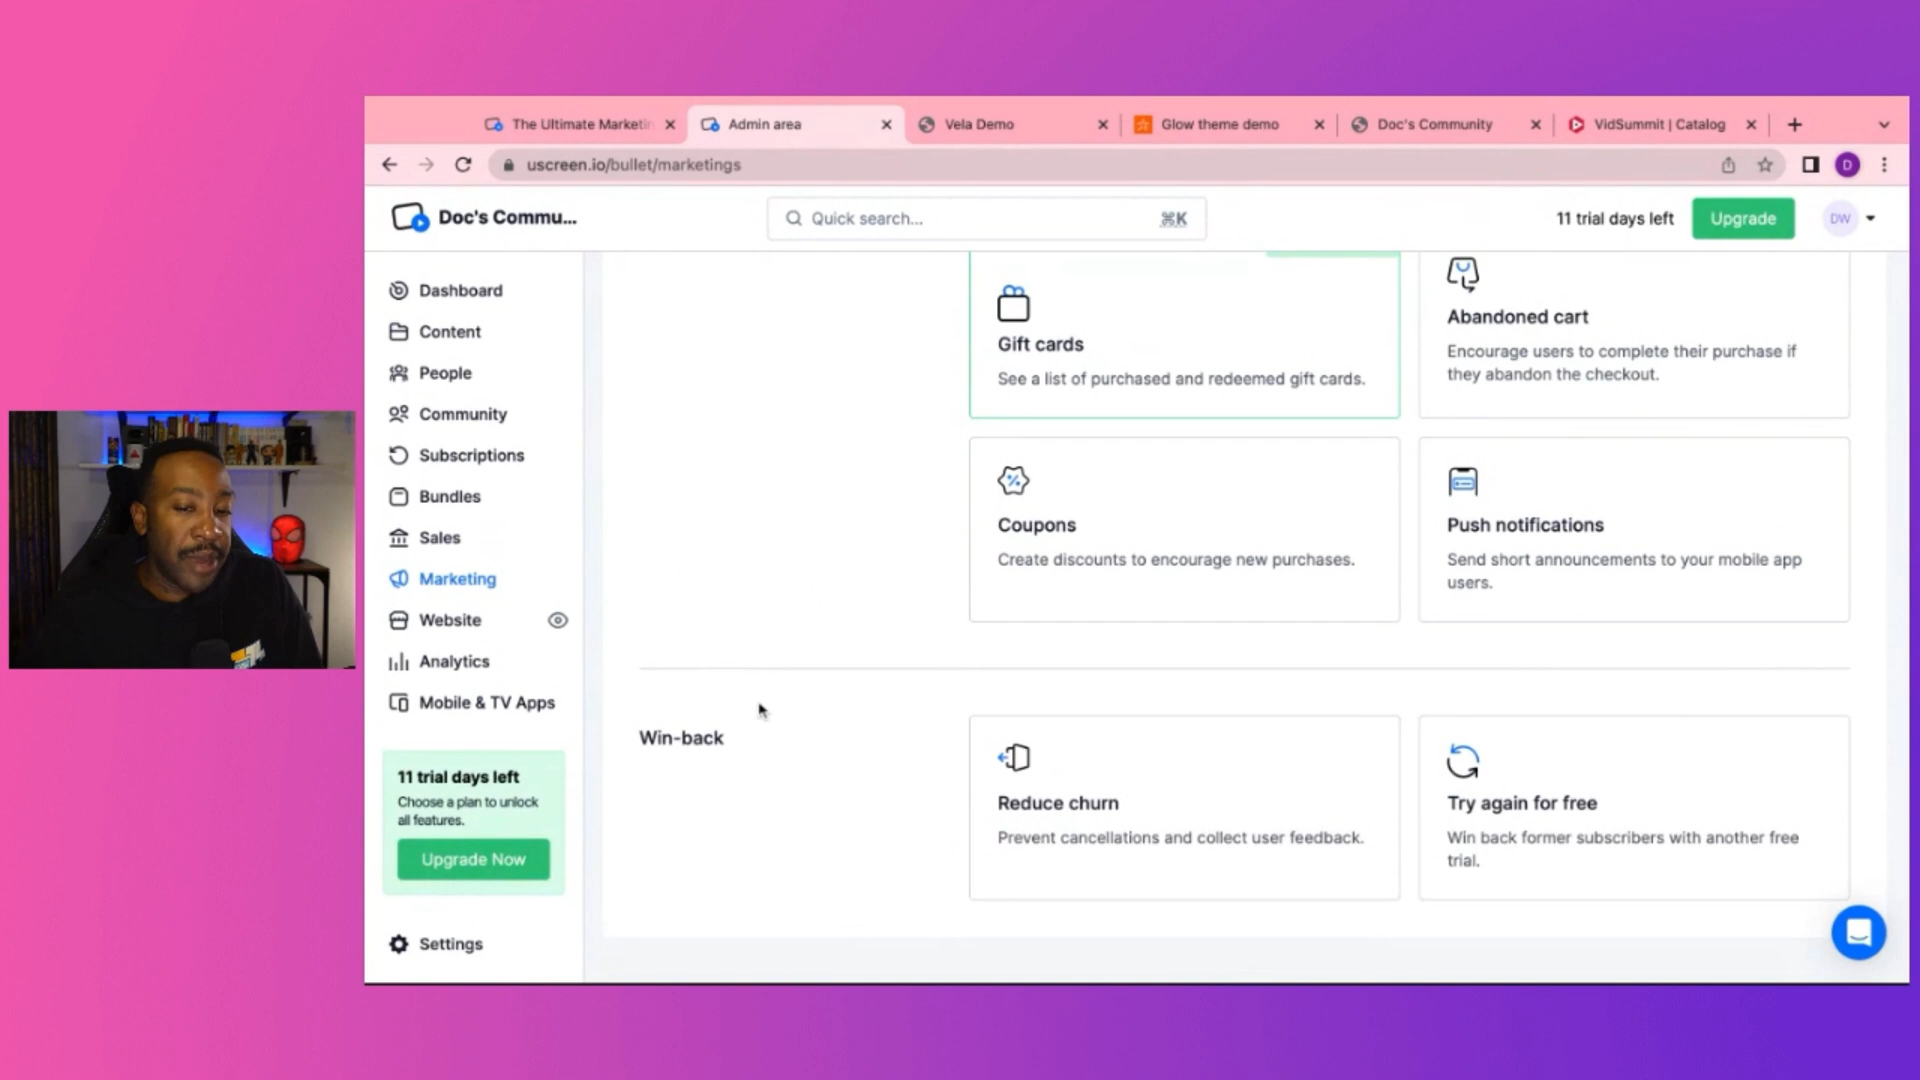 The Ultimate Marketin
Admin area
Vela Demo
Glow theme demo
Doc's Community
VidSummit | Catalog
uscreen.io/bullet/marketings
D
Doc's Commu...
Quick search...
⌘K
11 trial days left
Upgrade
DW
Dashboard
Content
People
Community
Subscriptions
Bundles
Sales
Marketing
Website
Analytics
Mobile & TV Apps
11 trial days left
Choose a plan to unlock
all features.
Upgrade Now
Settings
Gift cards
See a list of purchased and redeemed gift cards.
Abandoned cart
Encourage users to complete their purchase if
they abandon the checkout.
Coupons
Create discounts to encourage new purchases.
Push notifications
Send short announcements to your mobile app
users.
Win-back
Reduce churn
Prevent cancellations and collect user feedback.
Try again for free
Win back former subscribers with another free
trial.